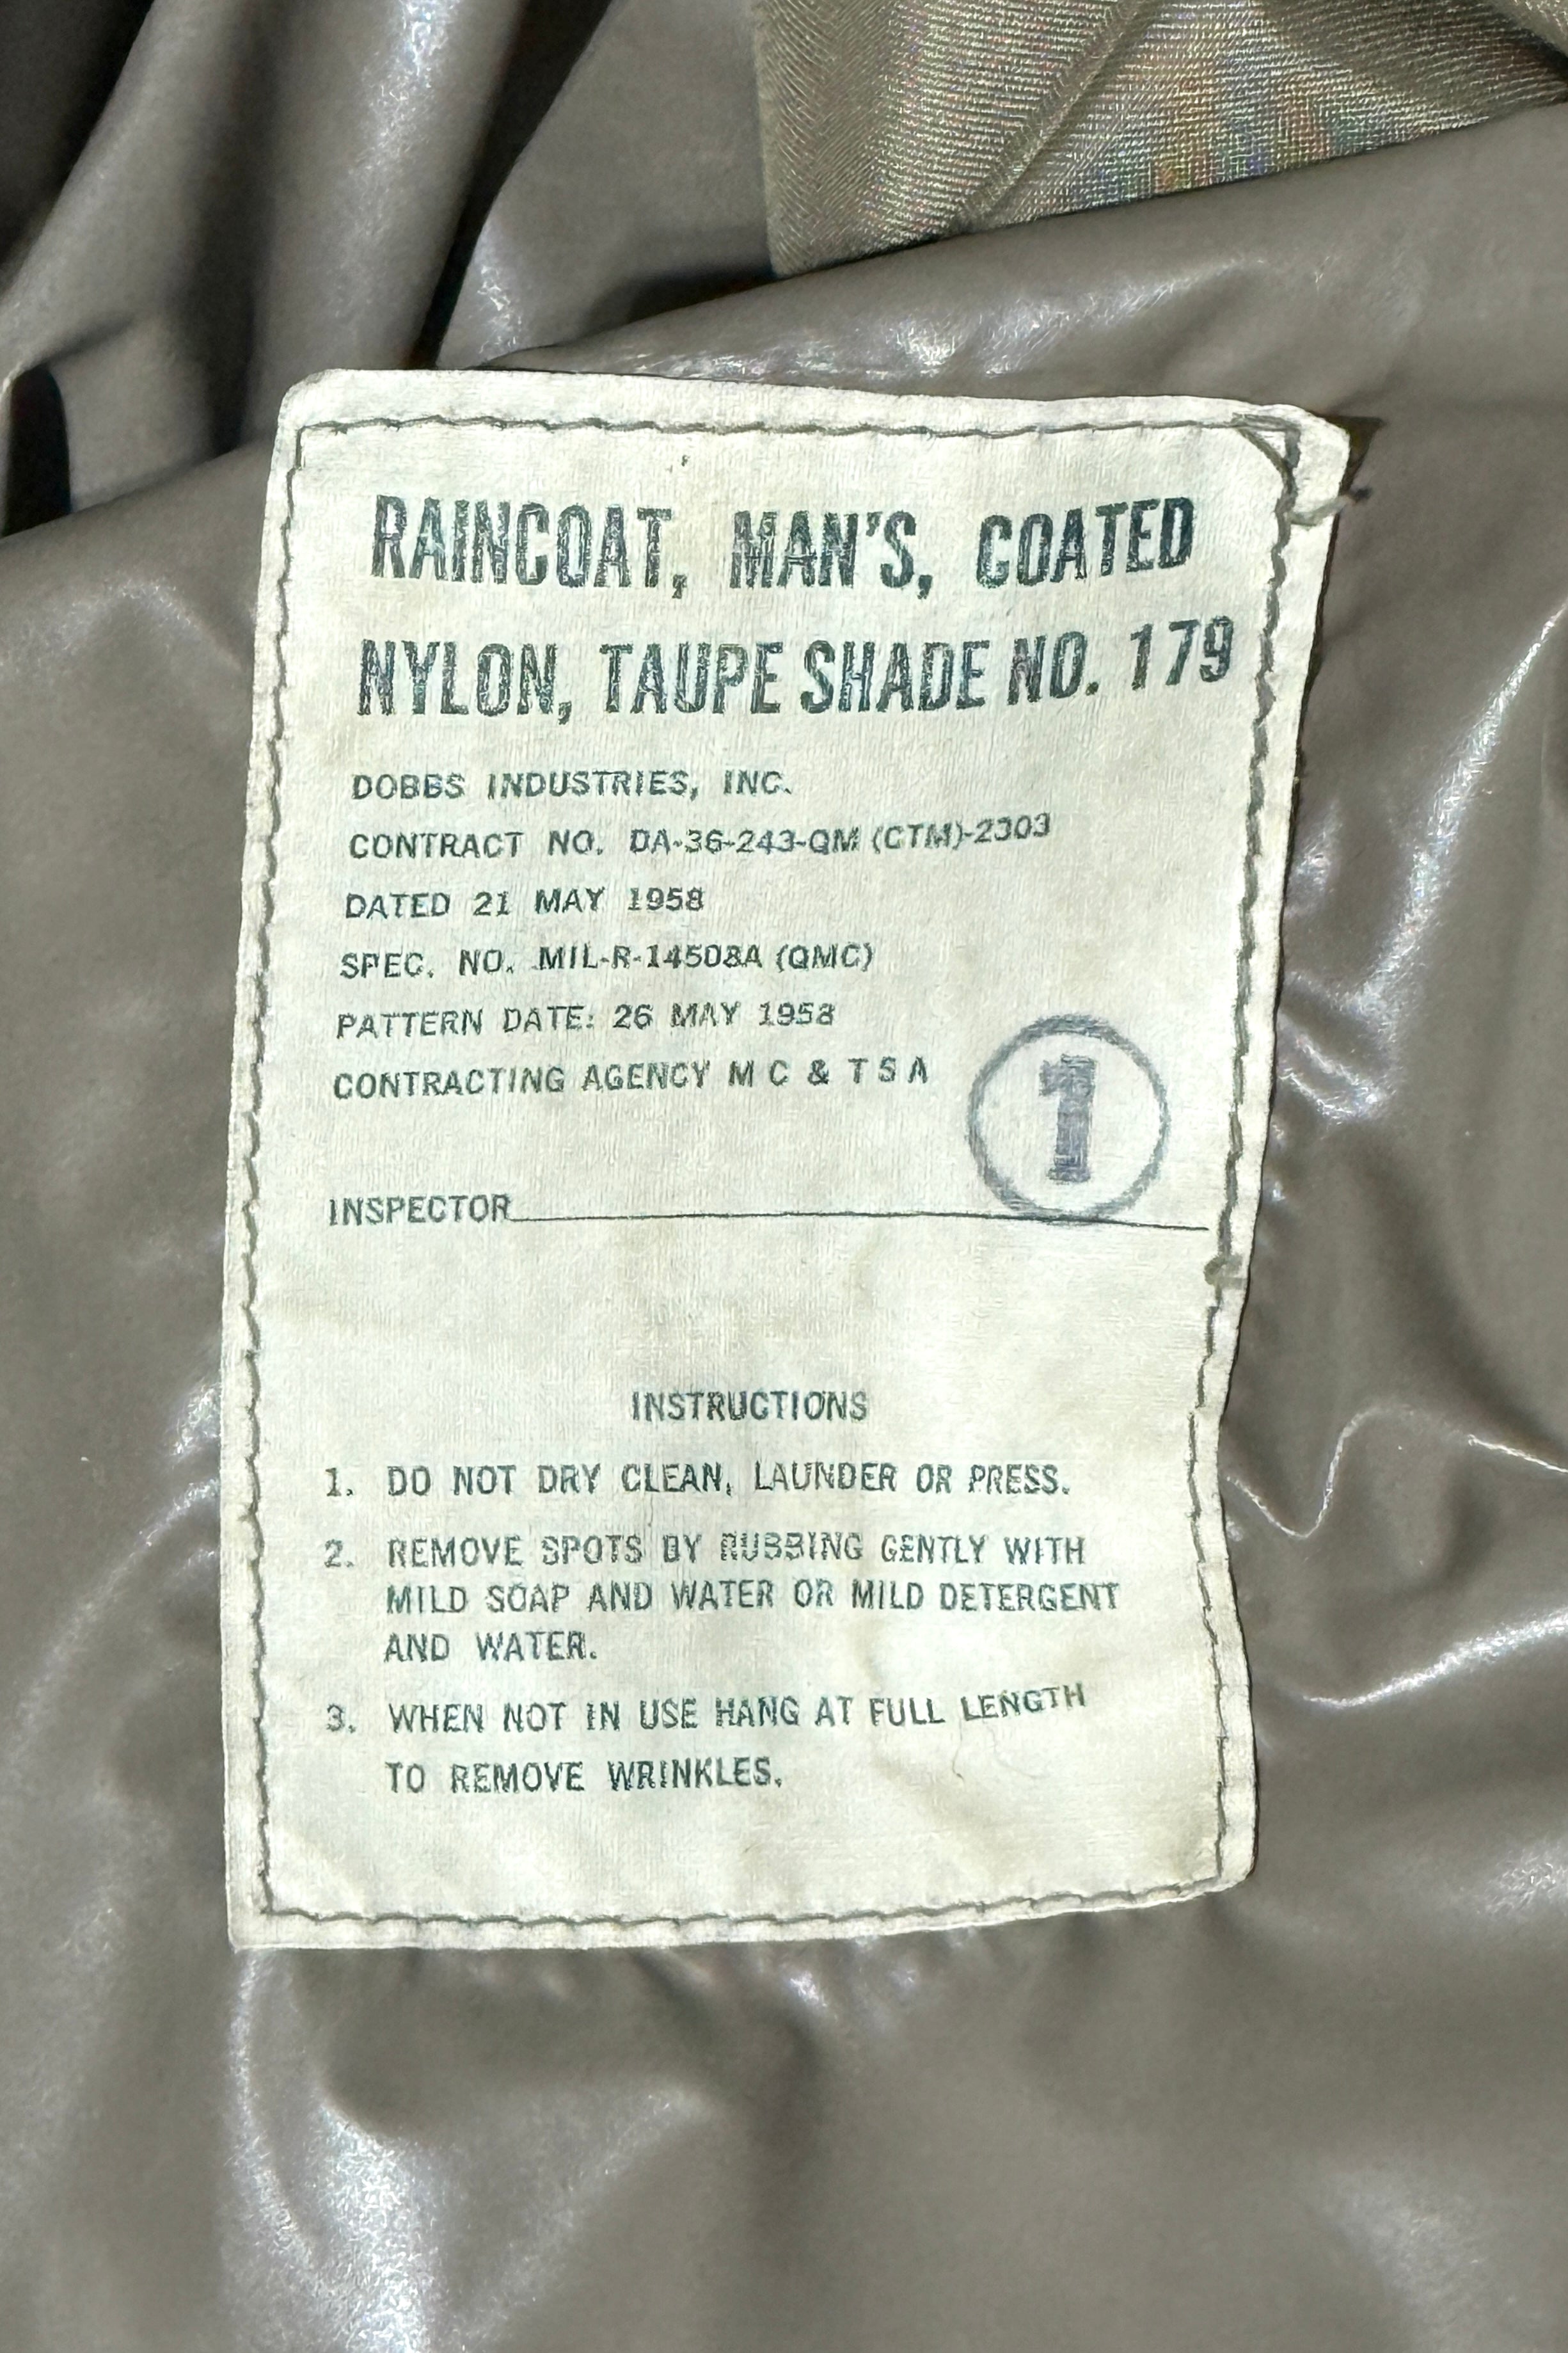 RAINCOAT, MAN'S, COATED
NYLON, TAUPE SHADE NO. 179
DOBBS INDUSTRIES, INC.
CONTRACT NO. DA-36-243-QM (CTM)-2303
DATED 21 MAY 1958
SPEC. NO. MIL-R-14508A (QMC)
PATTERN DATE: 26 MAY 1958
CONTRACTING AGENCY M C & T S A
1
INSPECTOR
INSTRUCTIONS
1. DO NOT DRY CLEAN, LAUNDER OR PRESS.
2. REMOVE SPOTS BY RUBBING GENTLY WITH
MILD SOAP AND WATER OR MILD DETERGENT
AND WATER.
3. WHEN NOT IN USE HANG AT FULL LENGTH
TO REMOVE WRINKLES.